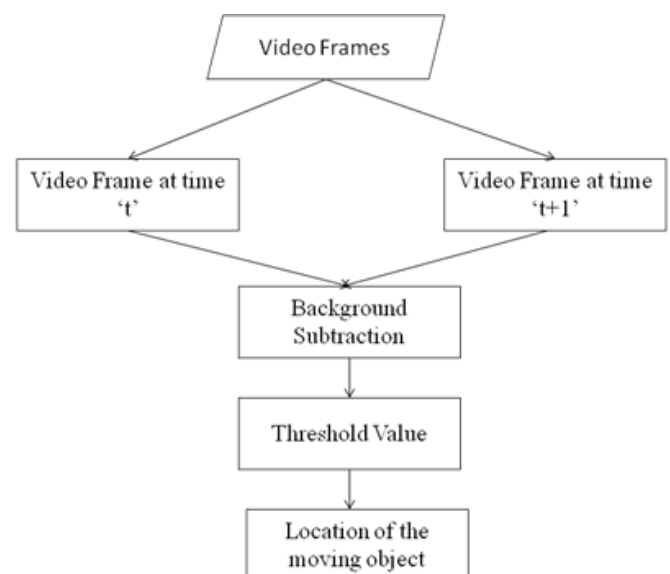 Video Frames
Video Frame at time
‘t’
Video Frame at time
‘t+1’
Background
Subtraction
Threshold Value
Location of the
moving object